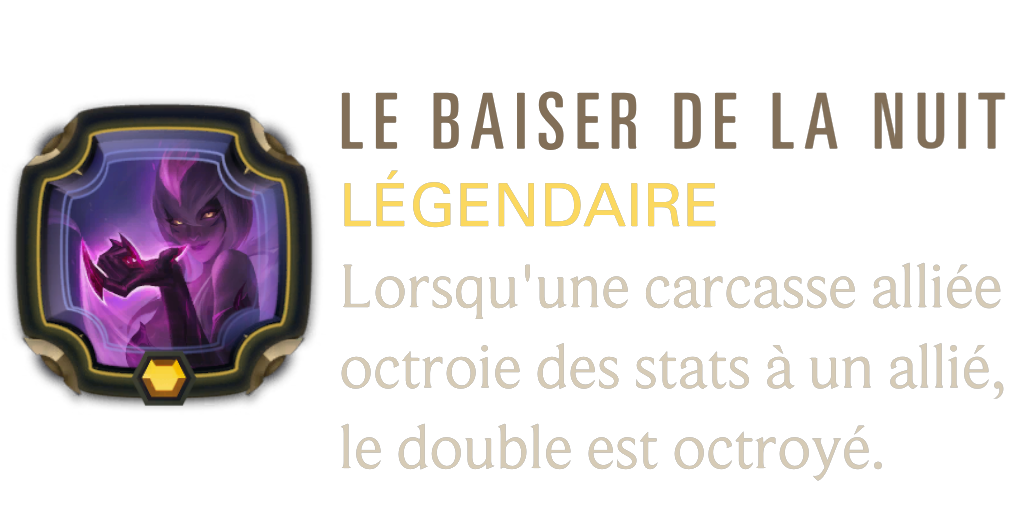 LE BAISER DE LA NUIT
LÉGENDAIRE
Lorsqu'une carcasse alliée
octroie des stats à un allié,
le double est octroyé.